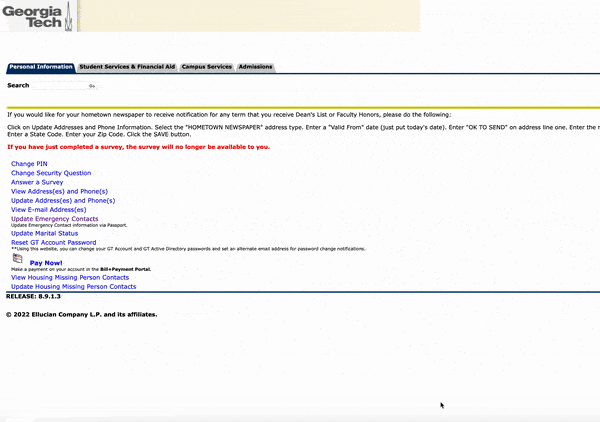 Georgia
Tech
Personal Information Student Services & Financial Aid Campus Services Admissions
Search Go
If you would like for your hometown newspaper to receive notification for any term that you receive Dean's List or Faculty Honors, please do the following:
Click on Update Addresses and Phone Information. Select the "HOMETOWN NEWSPAPER" address type. Enter a "Valid From" date (just put today's date). Enter "OK TO SEND" on address line one. Enter the
Enter a State Code. Enter your Zip Code. Click the SAVE button.
If you have just completed a survey, the survey will no longer be available to you.
Change PIN
Change Security Question
Answer a Survey
View Address(es) and Phone(s)
Update Address(es) and Phone(s)
View E-mail Address(es)
Update Emergency Contacts
Update Emergency Contact information via Passport.
Update Marital Status
Reset GT Account Password
**Using this website, you can change your GT Account and GT Active Directory passwords and set an alternate email address for password change notifications.
Pay Now!
Make a payment on your account in the Bill+Payment Portal.
View Housing Missing Person Contacts
Update Housing Missing Person Contacts
RELEASE: 8.9.1.3
© 2022 Ellucian Company L.P. and its affiliates.